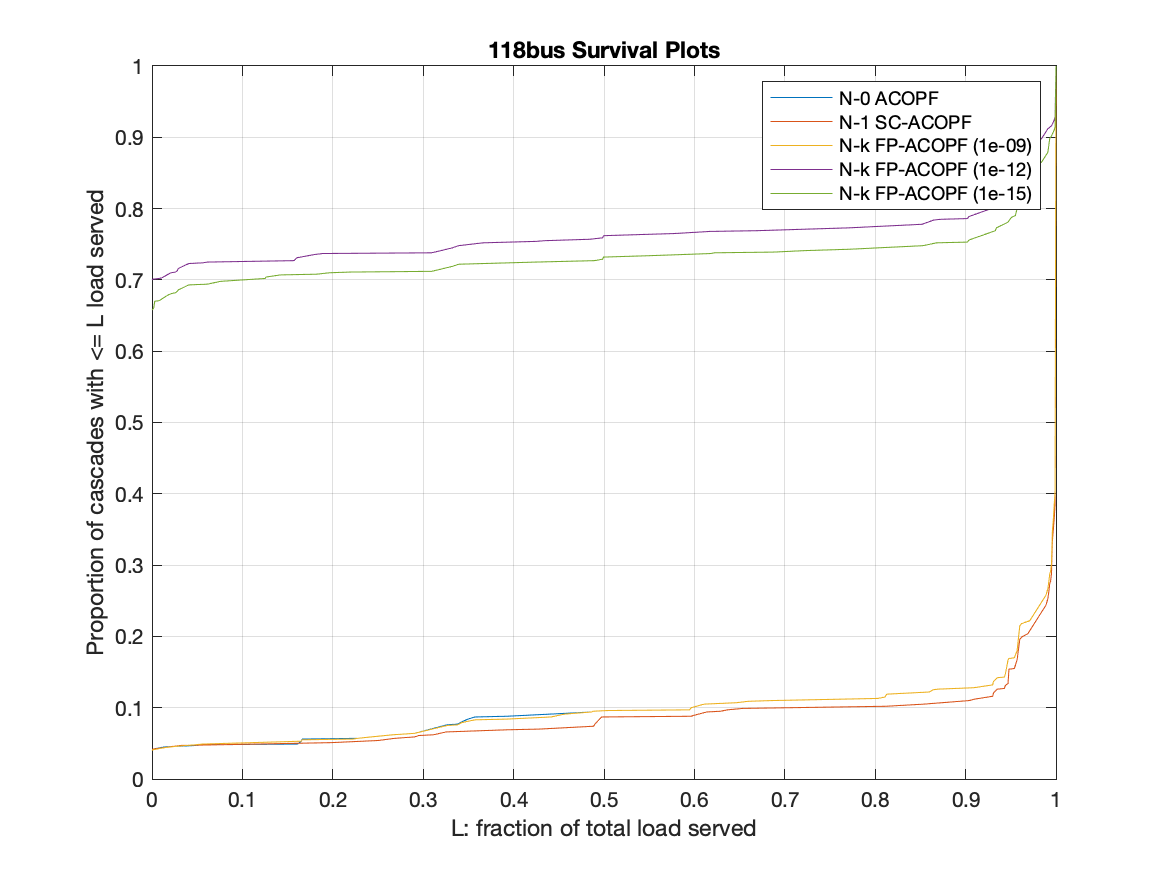 118bus Survival Plots
N-0 ACOPF
N-1 SC-ACOPF
N-k FP-ACOPF (1e-09)
N-k FP-ACOPF (1e-12)
N-k FP-ACOPF (1e-15)
Proportion of cascades with <= L load served
1
0.9
0.8
0.7
0.6
0.5
0.4
0.3
0.2
0.1
0
0 0.1 0.2 0.3 0.4 0.5 0.6 0.7 0.8 0.9 1
L: fraction of total load served